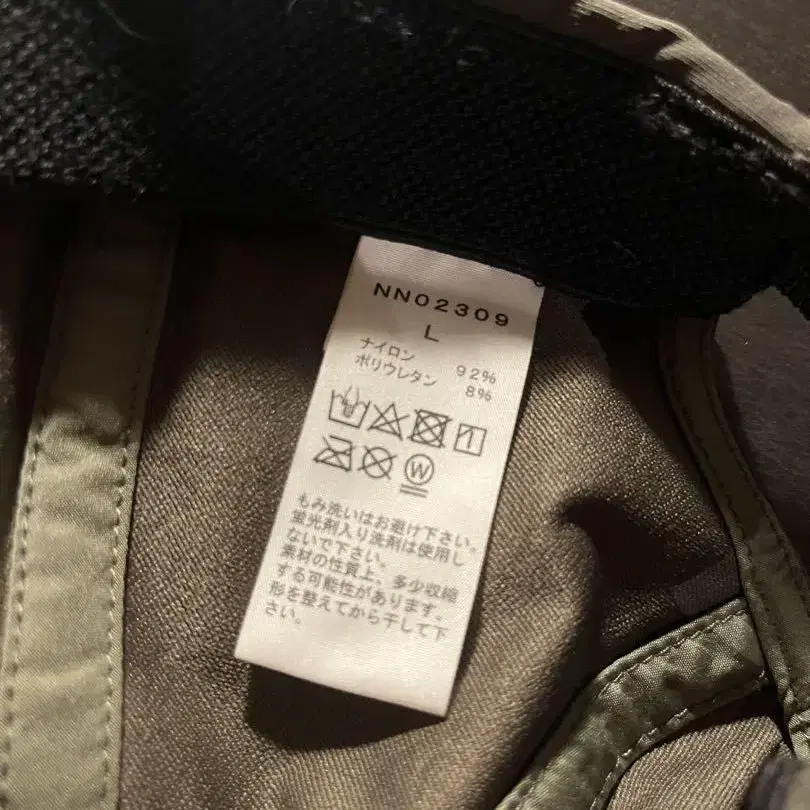 NN02309
L
ナイロン 92%
ポリウレタン 8%
W
もみ洗いはお避け下さい。
蛍光剤入り洗剤は使用し
ないで下さい。
素材の性質上、多少収縮
する可能性があります。
形を整えてから干して下
さい。